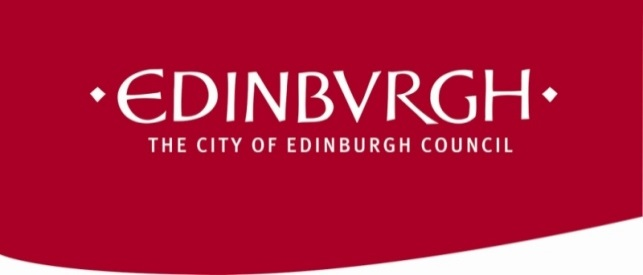 ·EDINBVRGH·
THE CITY OF EDINBURGH COUNCIL